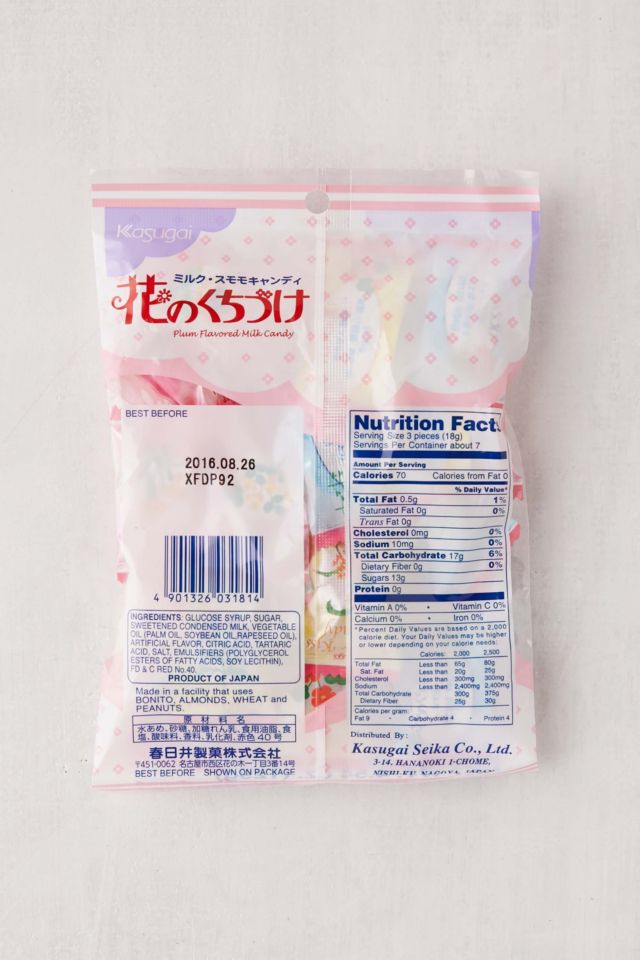 Kasugai
ミルク・スモモキャンディ
花のくちづけ
Plum Flavored Milk Candy
BEST BEFORE
2016.08.26
XFDP92
4 901326 031814
INGREDIENTS: GLUCOSE SYRUP, SUGAR,
SWEETENED CONDENSED MILK, VEGETABLE
OIL (PALM OIL, SOYBEAN OIL, RAPESEED OIL),
ARTIFICIAL FLAVOR, CITRIC ACID, TARTARIC
ACID, SALT, EMULSIFIERS (POLYGLYCEROL
ESTERS OF FATTY ACIDS, SOY LECITHIN),
FD & C RED No.40.
PRODUCT OF JAPAN
Made in a facility that uses
BONITO, ALMONDS, WHEAT and
PEANUTS.
原材料名
水あめ、砂糖、加糖れん乳、食用油脂、食
塩、酸味料、香料、乳化剤、赤色40号
春日井製菓株式会社
〒451-0062 名古屋市西区花の木一丁目3番14号
BEST BEFORE SHOWN ON PACKAGE
Nutrition Facts
Serving Size 3 pieces (18g)
Servings Per Container about 7
Amount Per Serving
Calories 70 Calories from Fat 0
% Daily Value*
Total Fat 0.5g 1%
Saturated Fat 0g 0%
Trans Fat 0g
Cholesterol 0mg 0%
Sodium 10mg 0%
Total Carbohydrate 17g 6%
Dietary Fiber 0g 0%
Sugars 13g
Protein 0g
Vitamin A 0% • Vitamin C 0%
Calcium 0% • Iron 0%
*Percent Daily Values are based on a 2,000
calorie diet. Your Daily Values may be higher
or lower depending on your calorie needs:
Calories: 2,000 2,500
Total Fat Less than 65g 80g
Sat. Fat Less than 20g 25g
Cholesterol Less than 300mg 300mg
Sodium Less than 2,400mg 2,400mg
Total Carbohydrate 300g 375g
Dietary Fiber 25g 30g
Calories per gram:
Fat 9 • Carbohydrate 4 • Protein 4
Distributed By:
Kasugai Seika Co., Ltd.
3-14, HANANOKI 1-CHOME,
NISHI-KU, NAGOYA, JAPAN